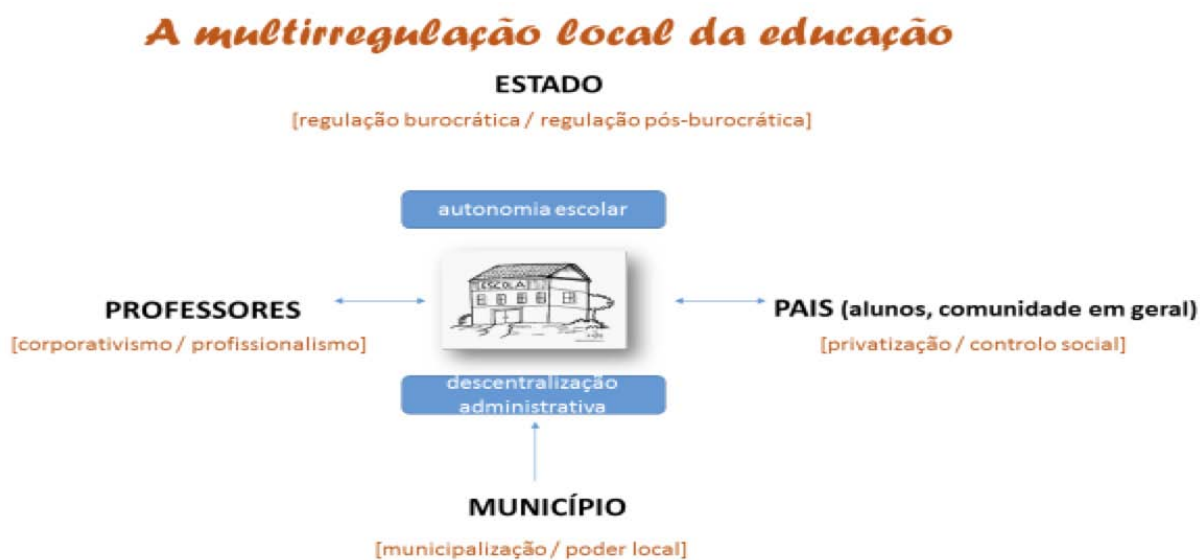 A multirregulação local da educação
ESTADO
[regulação burocrática / regulação pós-burocrática]
autonomia escolar
ESCOLA
PROFESSORES
[corporativismo / profissionalismo]
PAIS (alunos, comunidade em geral)
[privatização / controlo social]
descentralização
administrativa
MUNICÍPIO
[municipalização / poder local]